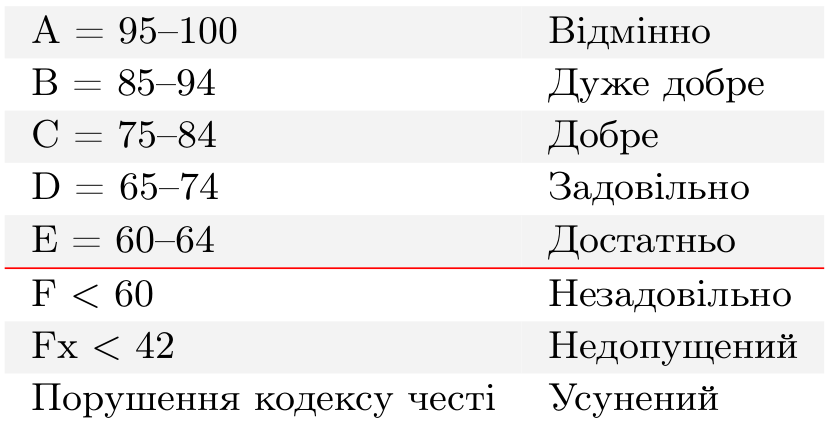 A = 95–100 Відмінно
B = 85–94 Дуже добре
C = 75–84 Добре
D = 65–74 Задовільно
E = 60–64 Достатньо
F < 60 Незадовільно
Fx < 42 Недопущений
Порушення кодексу честі Усунений